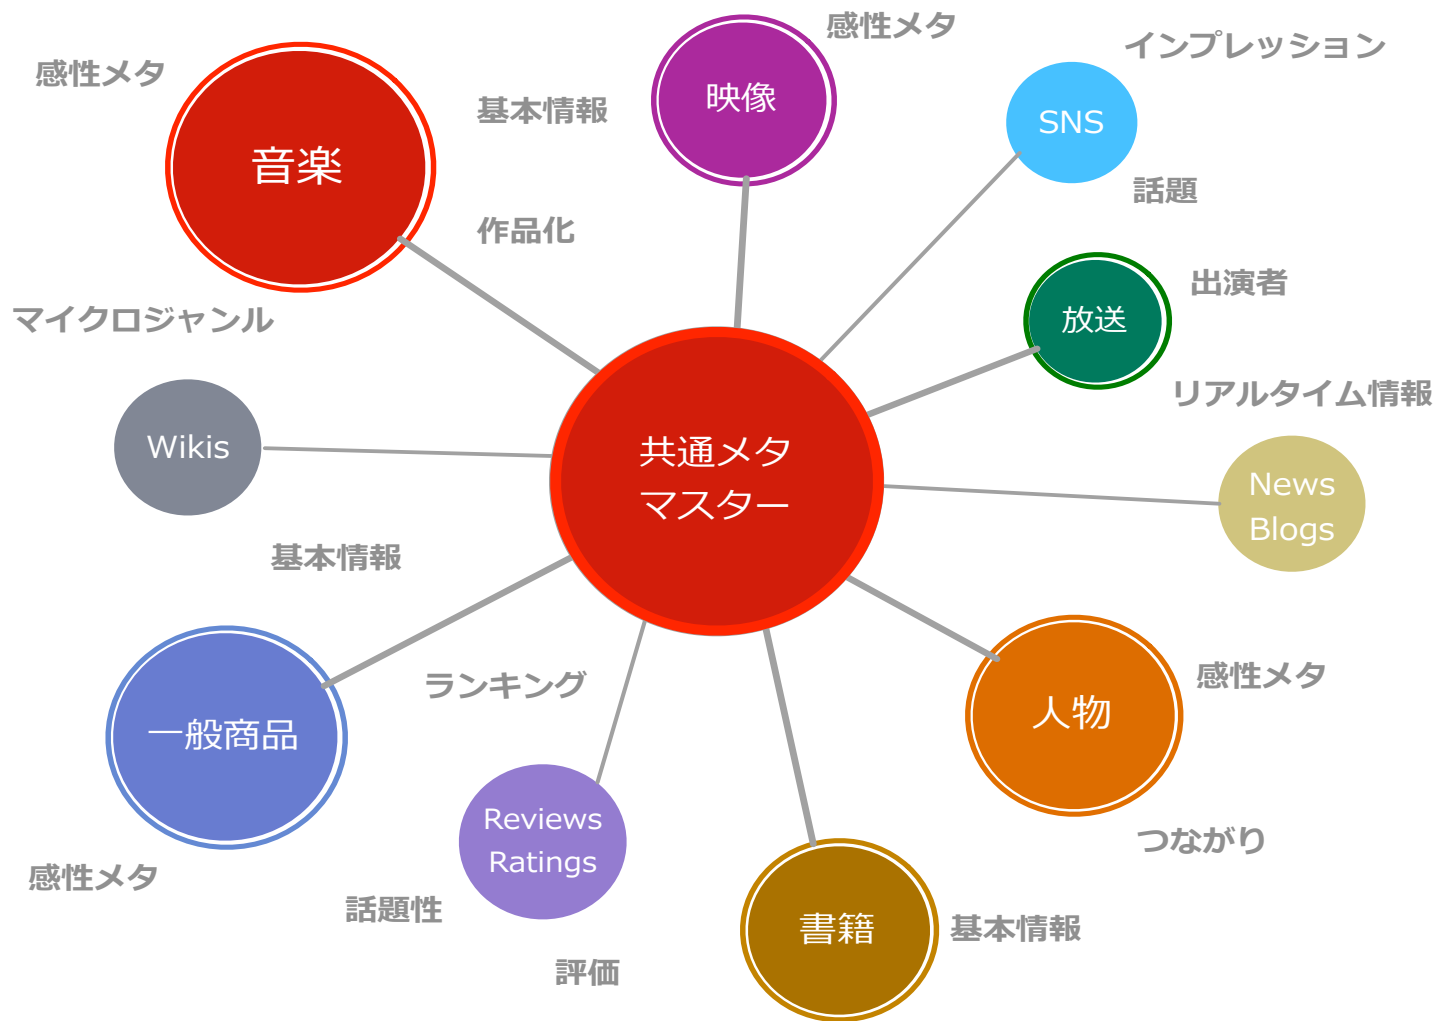 感性メタ
インプレッション
感性メタ
映像
基本情報
SNS
音楽
話題
作品化
出演者
マイクロジャンル
放送
リアルタイム情報
Wikis
共通メタ
マスター
News
Blogs
基本情報
ランキング
感性メタ
人物
一般商品
Reviews
Ratings
つながり
感性メタ
話題性
書籍
基本情報
評価